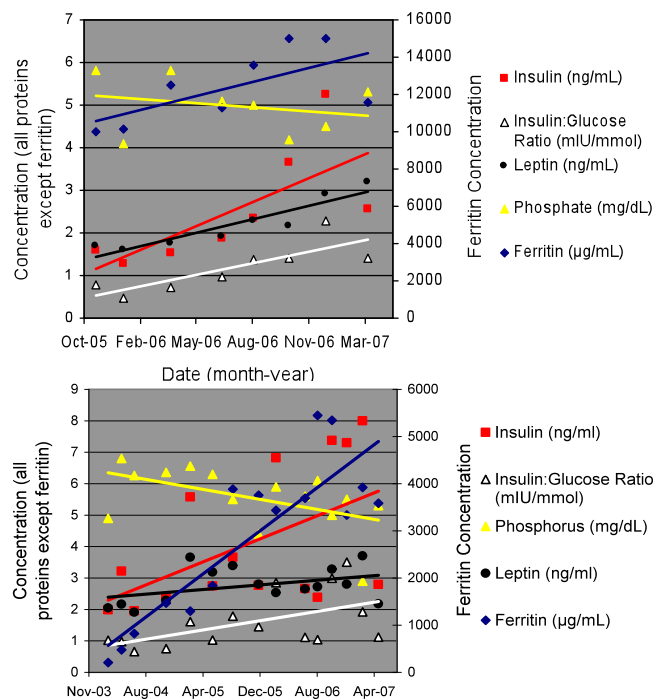 7
6
5
4
3
2
1
0
16000
14000
12000
10000
8000
6000
4000
2000
0
Concentration (all proteins
except ferritin)
Ferritin Concentration
Oct-05 Feb-06 May-06 Aug-06 Nov-06 Mar-07
Date (month-year)
Insulin (ng/mL)
Insulin:Glucose
Ratio (mIU/mmol)
Leptin (ng/mL)
Phosphate (mg/dL)
Ferritin (µg/mL)
9
8
7
6
5
4
3
2
1
0
6000
5000
4000
3000
2000
1000
0
Concentration (all
proteins except ferritin)
Ferritin Concentration
Nov-03 Aug-04 Apr-05 Dec-05 Aug-06 Apr-07
Insulin (ng/ml)
Insulin:Glucose Ratio
(mIU/mmol)
Phosphorus (mg/dL)
Leptin (ng/ml)
Ferritin (µg/mL)